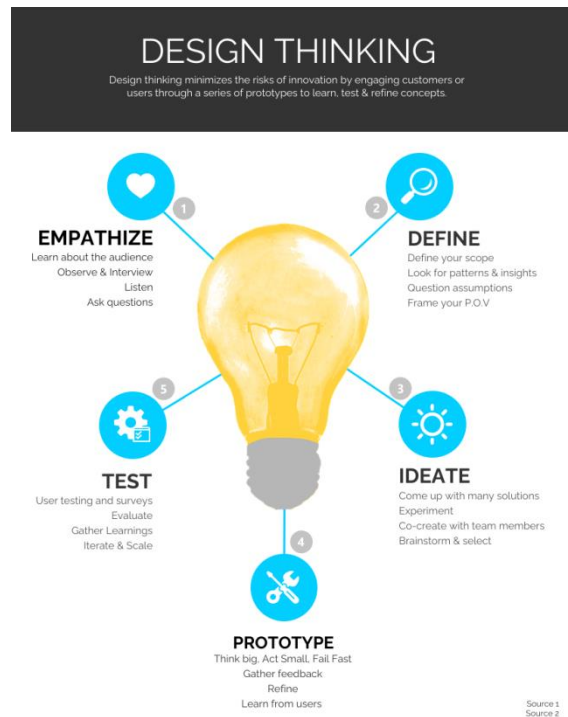 DESIGN THINKING
Design thinking minimizes the risks of innovation by engaging customers or
users through a series of prototypes to learn, test & refine concepts.
1
EMPATHIZE
Learn about the audience
Observe & Interview
Listen
Ask questions
2
DEFINE
Define your scope
Look for patterns & insights
Question assumptions
Frame your P.O.V
3
IDEATE
Come up with many solutions
Experiment
Co-create with team members
Brainstorm & select
4
PROTOTYPE
Think big, Act Small, Fail Fast
Gather feedback
Refine
Learn from users
5
TEST
User testing and surveys
Evaluate
Gather Learnings
Iterate & Scale
Source 1
Source 2